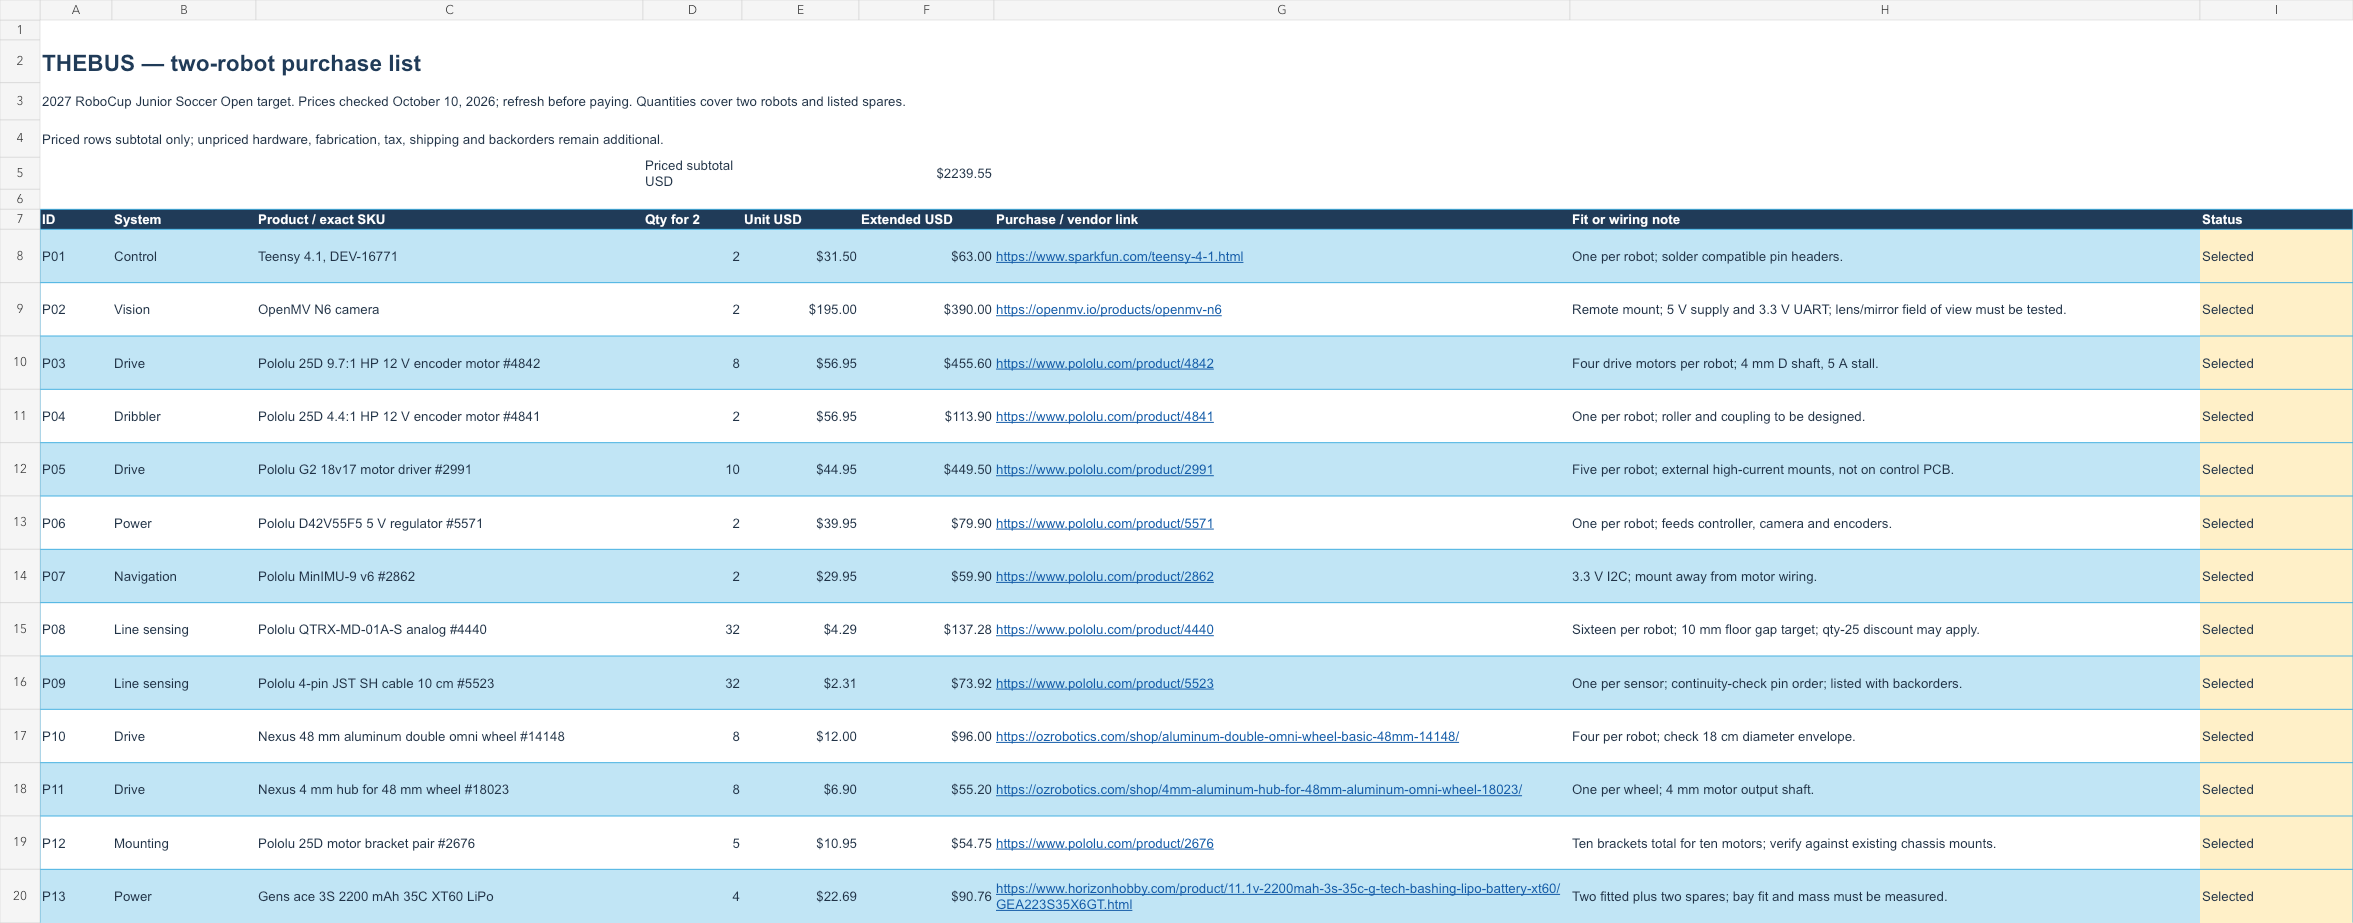 A B C D E F G H I
1
2 THEBUS — two-robot purchase list
3 2027 RoboCup Junior Soccer Open target. Prices checked October 10, 2026; refresh before paying. Quantities cover two robots and listed spares.
4 Priced rows subtotal only; unpriced hardware, fabrication, tax, shipping and backorders remain additional.
5 Priced subtotal USD $2239.55
6
7 ID System Product / exact SKU Qty for 2 Unit USD Extended USD Purchase / vendor link Fit or wiring note Status
8 P01 Control Teensy 4.1, DEV-16771 2 $31.50 $63.00 https://www.sparkfun.com/teensy-4-1.html One per robot; solder compatible pin headers. Selected
9 P02 Vision OpenMV N6 camera 2 $195.00 $390.00 https://openmv.io/products/openmv-n6 Remote mount; 5 V supply and 3.3 V UART; lens/mirror field of view must be tested. Selected
10 P03 Drive Pololu 25D 9.7:1 HP 12 V encoder motor #4842 8 $56.95 $455.60 https://www.pololu.com/product/4842 Four drive motors per robot; 4 mm D shaft, 5 A stall. Selected
11 P04 Dribbler Pololu 25D 4.4:1 HP 12 V encoder motor #4841 2 $56.95 $113.90 https://www.pololu.com/product/4841 One per robot; roller and coupling to be designed. Selected
12 P05 Drive Pololu G2 18v17 motor driver #2991 10 $44.95 $449.50 https://www.pololu.com/product/2991 Five per robot; external high-current mounts, not on control PCB. Selected
13 P06 Power Pololu D42V55F5 5 V regulator #5571 2 $39.95 $79.90 https://www.pololu.com/product/5571 One per robot; feeds controller, camera and encoders. Selected
14 P07 Navigation Pololu MinIMU-9 v6 #2862 2 $29.95 $59.90 https://www.pololu.com/product/2862 3.3 V I2C; mount away from motor wiring. Selected
15 P08 Line sensing Pololu QTRX-MD-01A-S analog #4440 32 $4.29 $137.28 https://www.pololu.com/product/4440 Sixteen per robot; 10 mm floor gap target; qty-25 discount may apply. Selected
16 P09 Line sensing Pololu 4-pin JST SH cable 10 cm #5523 32 $2.31 $73.92 https://www.pololu.com/product/5523 One per sensor; continuity-check pin order; listed with backorders. Selected
17 P10 Drive Nexus 48 mm aluminum double omni wheel #14148 8 $12.00 $96.00 https://ozrobotics.com/shop/aluminum-double-omni-wheel-basic-48mm-14148/ Four per robot; check 18 cm diameter envelope. Selected
18 P11 Drive Nexus 4 mm hub for 48 mm wheel #18023 8 $6.90 $55.20 https://ozrobotics.com/shop/4mm-aluminum-hub-for-48mm-aluminum-omni-wheel-18023/ One per wheel; 4 mm motor output shaft. Selected
19 P12 Mounting Pololu 25D motor bracket pair #2676 5 $10.95 $54.75 https://www.pololu.com/product/2676 Ten brackets total for ten motors; verify against existing chassis mounts. Selected
20 P13 Power Gens ace 3S 2200 mAh 35C XT60 LiPo 4 $22.69 $90.76 https://www.horizonhobby.com/product/11.1v-2200mah-3s-35c-g-tech-bashing-lipo-battery-xt60/GEA223S35X6GT.html Two fitted plus two spares; bay fit and mass must be measured. Selected